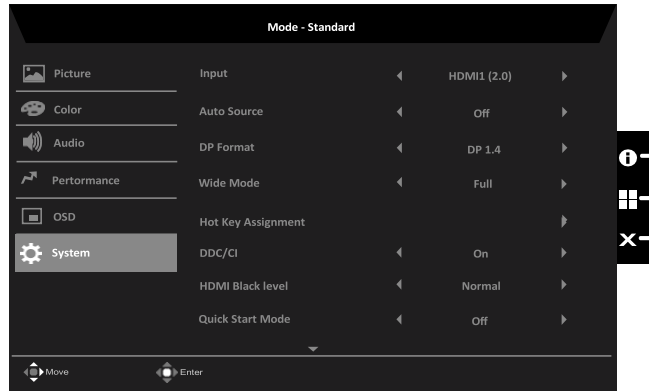 Mode - Standard
Picture
Color
Audio
Pertormance
OSD
System
Input HDMI1 (2.0)
Auto Source Off
DP Format DP 1.4
Wide Mode Full
Hot Key Assignment
DDC/CI On
HDMI Black level Normal
Quick Start Mode Off
Move Enter